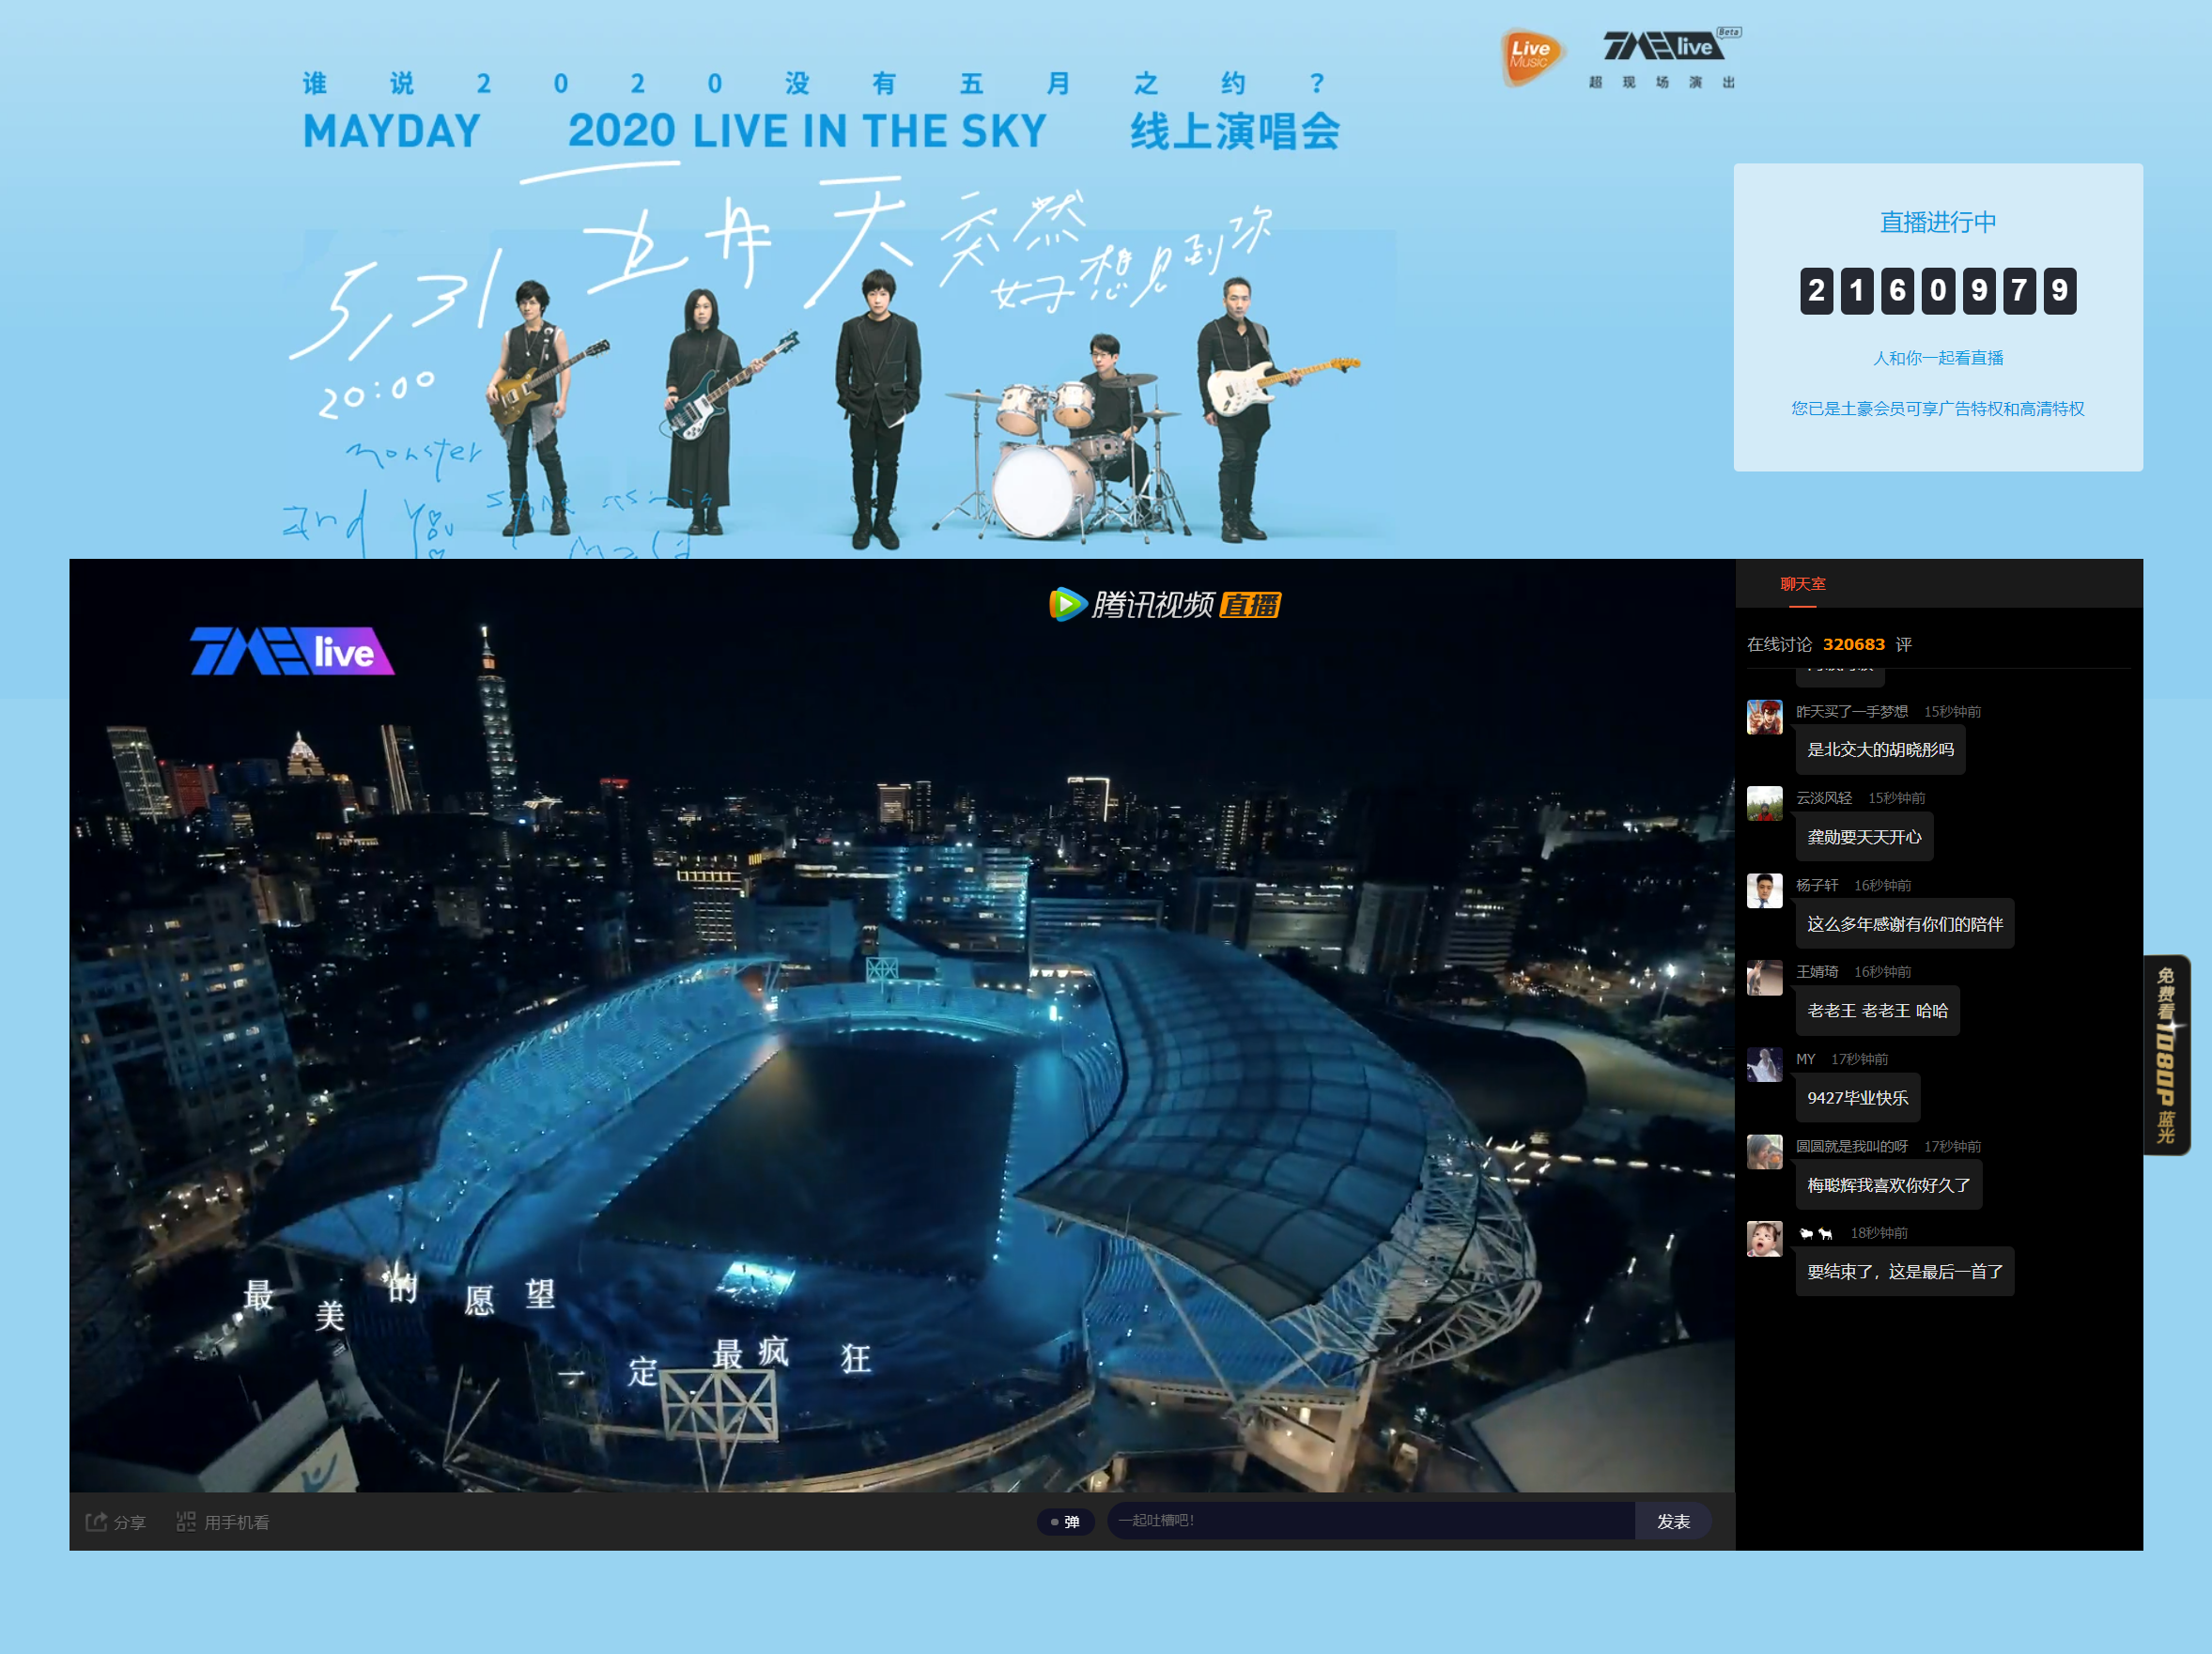 谁说2020没有五月之约？
MAYDAY 2020 LIVE IN THE SKY 线上演唱会
Live Music
TME live Beta
超现场演出
5/31 五月天 突然好想见到你
20:00
monster
and you stone
直播进行中
2160979
人和你一起看直播
您已是土豪会员可享广告特权和高清特权
TME live
腾讯视频 直播
最美的愿望
一定最疯狂
聊天室
在线讨论 320683 评
昨天买了一手梦想 15秒钟前
是北交大的胡晓彤吗
云淡风轻 15秒钟前
龚勋要天天开心
杨子轩 16秒钟前
这么多年感谢有你们的陪伴
王婧琦 16秒钟前
老老王 老老王 哈哈
MY 17秒钟前
9427毕业快乐
圆圆就是我叫的呀 17秒钟前
梅聪辉我喜欢你好久了
🐑🐕 18秒钟前
要结束了，这是最后一首了
免费看1080P蓝光
分享
用手机看
弹
一起吐槽吧！
发表